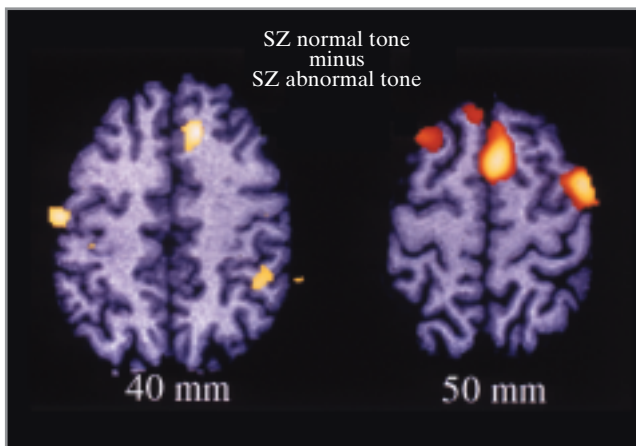 SZ normal tone
minus
SZ abnormal tone
40 mm
50 mm